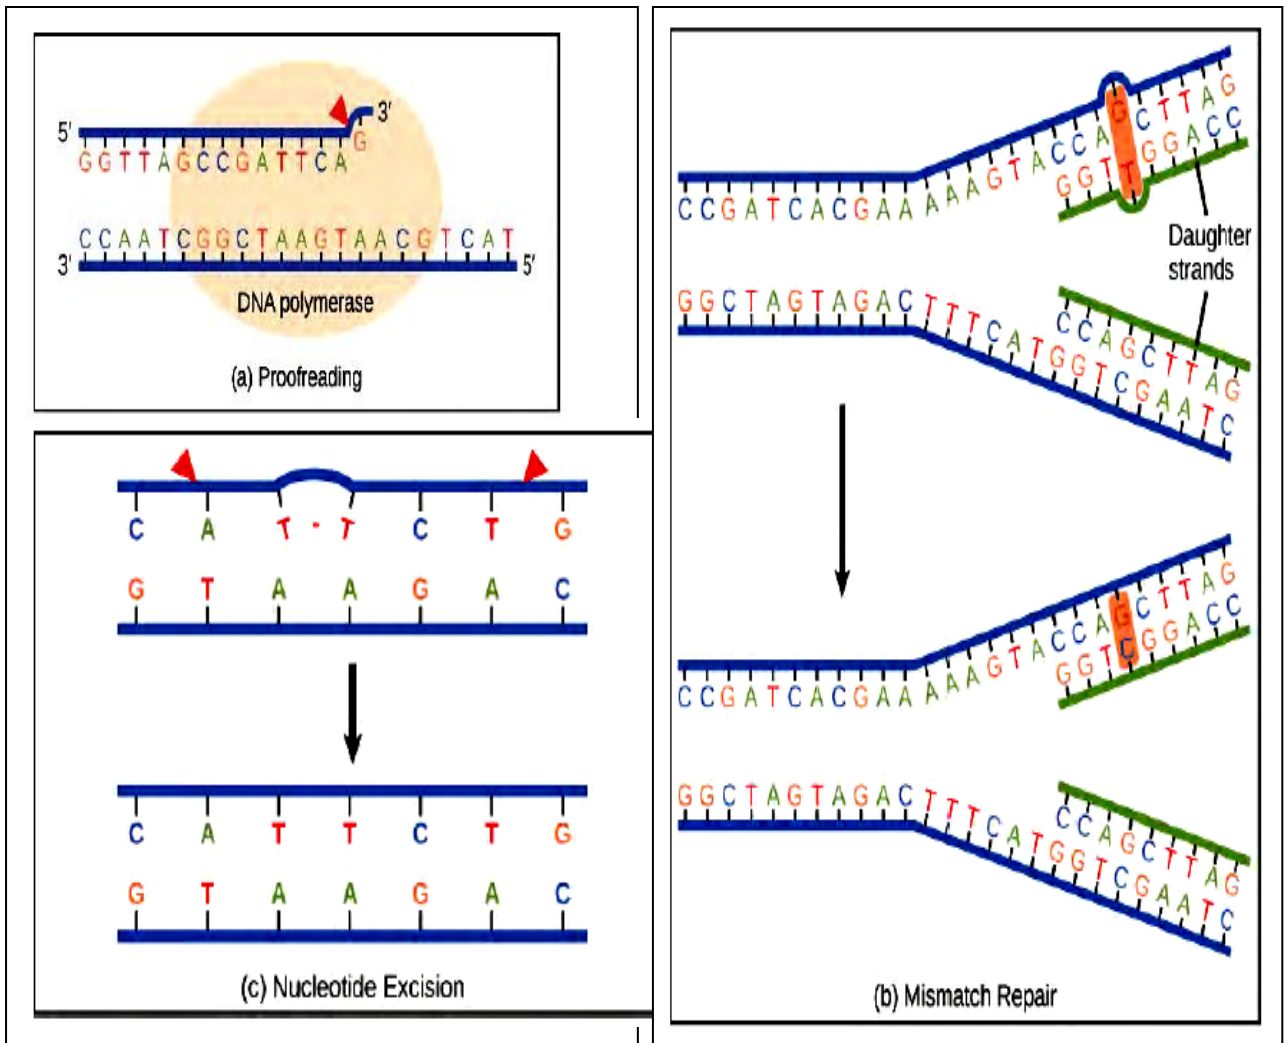 5′ 3′
GGTTAGCCGATTCA G
CCAATCGGCTAAGTAACGTCAT
3′ 5′
DNA polymerase
(a) Proofreading
C A T - T C T G
G T A A G A C
C A T T C T G
G T A A G A C
(c) Nucleotide Excision
CCGATCACGAAAAAGTACCAGCTTAG
GGTTGGACC
Daughter
strands
CCAGCTTAG
GGCTAGTAGACTTTCATGGTCGAATC
CCGATCACGAAAAAGTACCAGCTTAG
GGTCGGACC
CCAGCTTAG
GGCTAGTAGACTTTCATGGTCGAATC
(b) Mismatch Repair